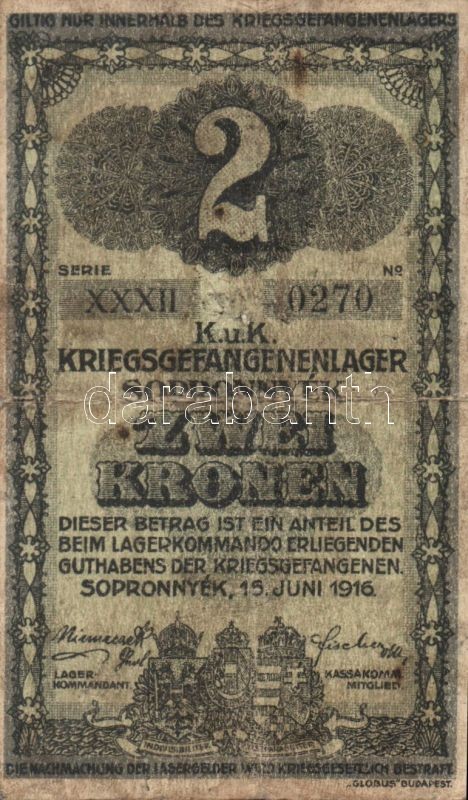 GILTIG NUR INNERHALB DES KRIEGSGEFANGENENLAGERS
2
SERIE No
XXXII 0270
K.u.K.
KRIEGSGEFANGENENLAGER
darabanth
ZWEI
KRONEN
DIESER BETRAG IST EIN ANTEIL DES
BEIM LAGERKOMMANDO ERLIEGENDEN
GUTHABENS DER KRIEGSGEFANGENEN.
SOPRONNYÉK, 15. JUNI 1916.
LAGER- KASSAKOMM.
KOMMANDANT. MITGLIED.
DIE NACHMACHUNG DER LAGERGELDER WIRD KRIEGSGESETZLICH BESTRAFT.
„GLOBUS" BUDAPEST.